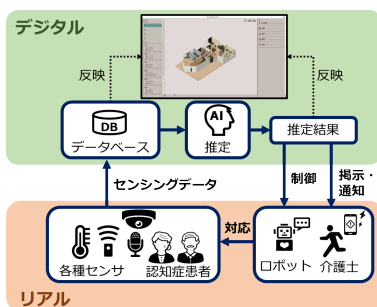 デジタル
反映
反映
DB
データベース
AI
推定
推定結果
センシングデータ
制御
掲示・
通知
対応
各種センサ
認知症患者
ロボット
介護士
リアル